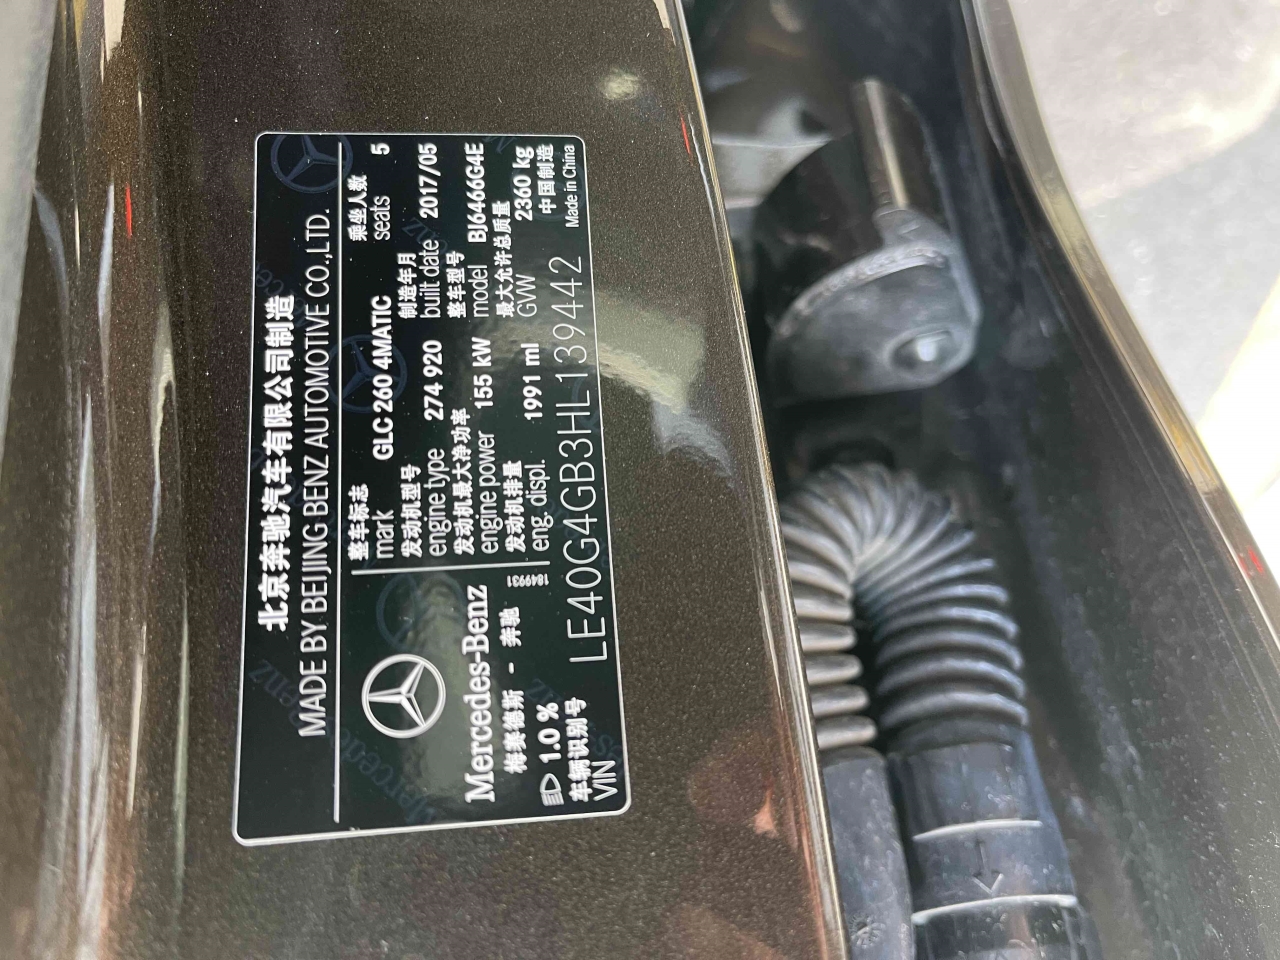 北京奔驰汽车有限公司制造
MADE BY BEIJING BENZ AUTOMOTIVE CO.,LTD.
Mercedes-Benz
梅赛德斯 - 奔驰
1.0 %
1849931
整车标志 乘坐人数
mark GLC 260 4MATIC seats 5
发动机型号 制造年月
engine type 274 920 built date 2017/05
发动机最大净功率 整车型号
engine power 155 kW model BJ6466G4E
发动机排量 最大允许总质量
eng. displ. 1991 ml GVW 2360 kg
车辆识别号 中国制造
VIN LE40G4GB3HL139442 Made in China